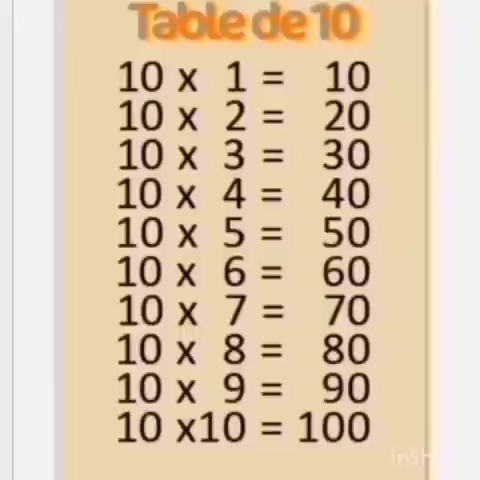 Table de 10
10 x 1 = 10
10 x 2 = 20
10 x 3 = 30
10 x 4 = 40
10 x 5 = 50
10 x 6 = 60
10 x 7 = 70
10 x 8 = 80
10 x 9 = 90
10 x10 = 100